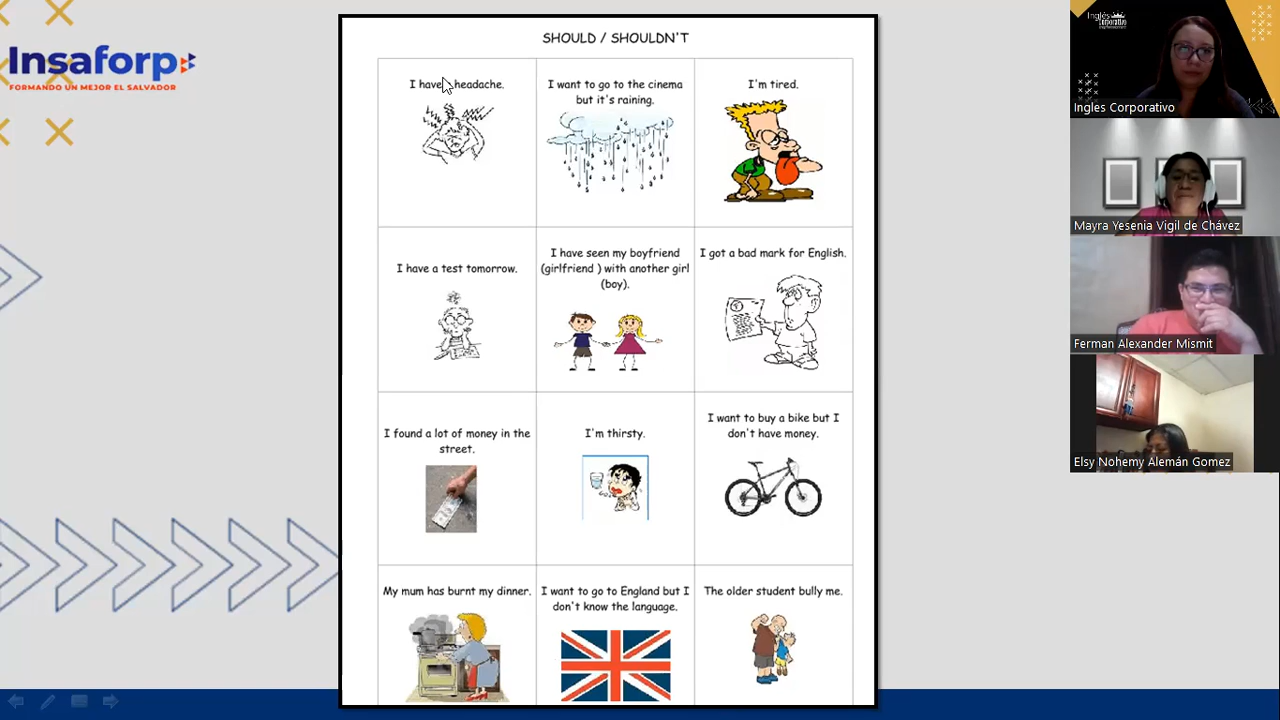 Insaforp
FORMANDO UN MEJOR EL SALVADOR
SHOULD / SHOULDN'T
I have headache.
I want to go to the cinema
but it's raining.
I'm tired.
I have a test tomorrow.
I have seen my boyfriend
(girlfriend ) with another girl
(boy).
I got a bad mark for English.
I found a lot of money in the
street.
I'm thirsty.
I want to buy a bike but I
don't have money.
My mum has burnt my dinner.
I want to go to England but I
don't know the language.
The older student bully me.
Inglés
Corporativo
Ingles Corporativo
Mayra Yesenia Vigil de Chávez
Ferman Alexander Mismit
Elsy Nohemy Alemán Gomez